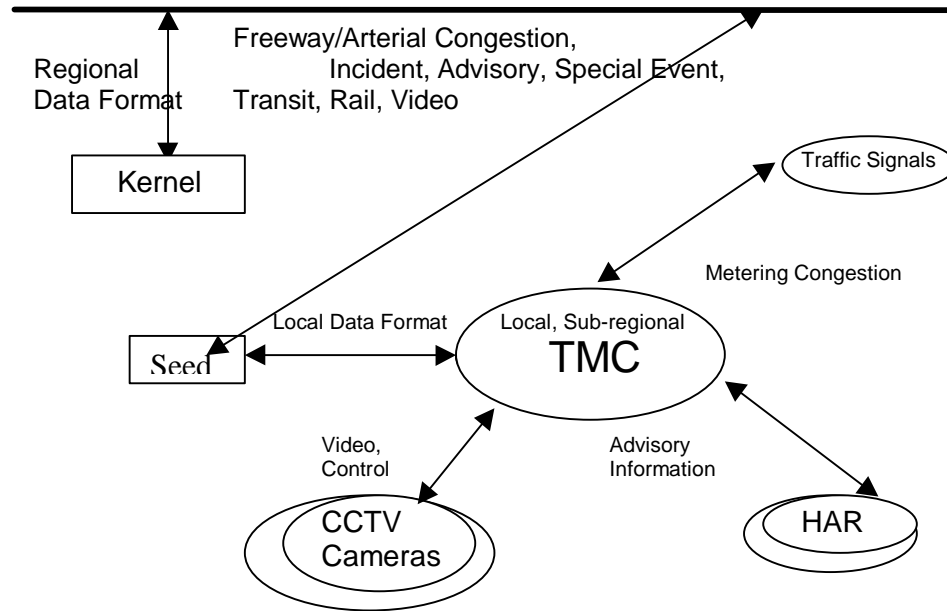 Freeway/Arterial Congestion,
Incident, Advisory, Special Event,
Transit, Rail, Video
Regional
Data Format
Kernel
Traffic Signals
Metering Congestion
Local Data Format
Local, Sub-regional
TMC
Seed
Video,
Control
Advisory
Information
CCTV
Cameras
HAR